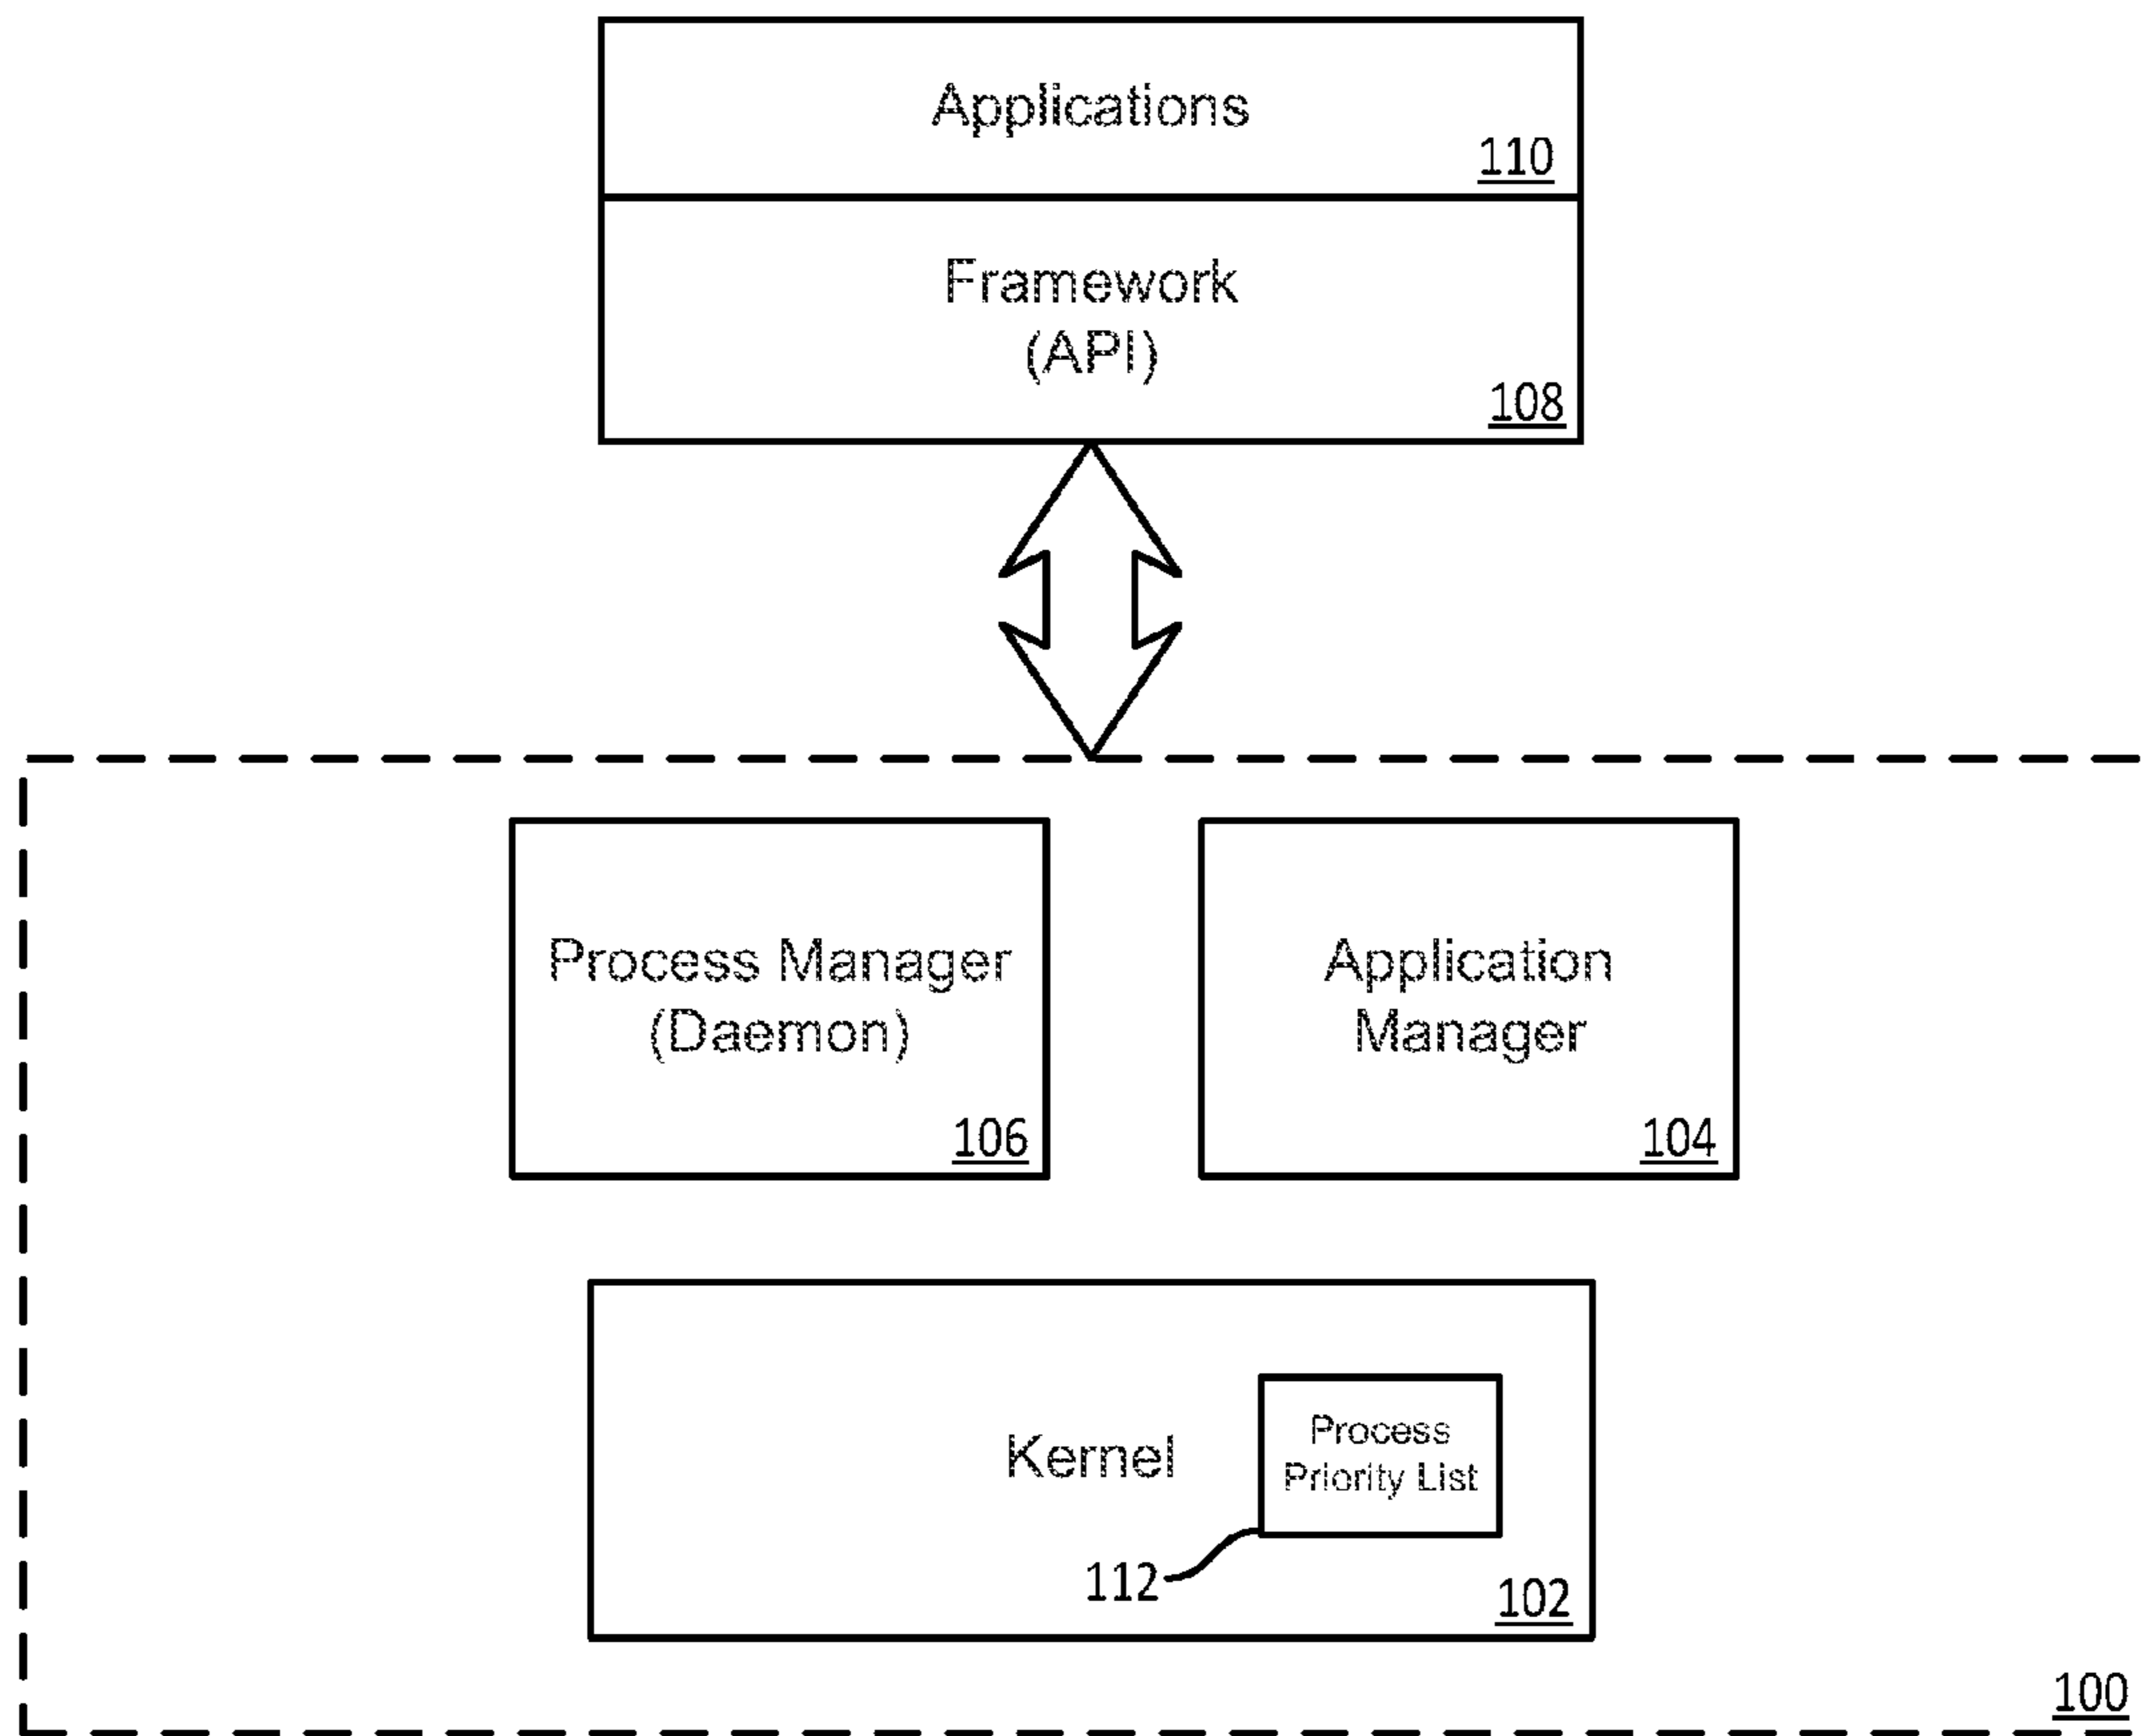 Applications
110
Framework
(API)
108
Process Manager
(Daemon)
106
Application
Manager
104
Kernel
Process
Priority List
112
102
100